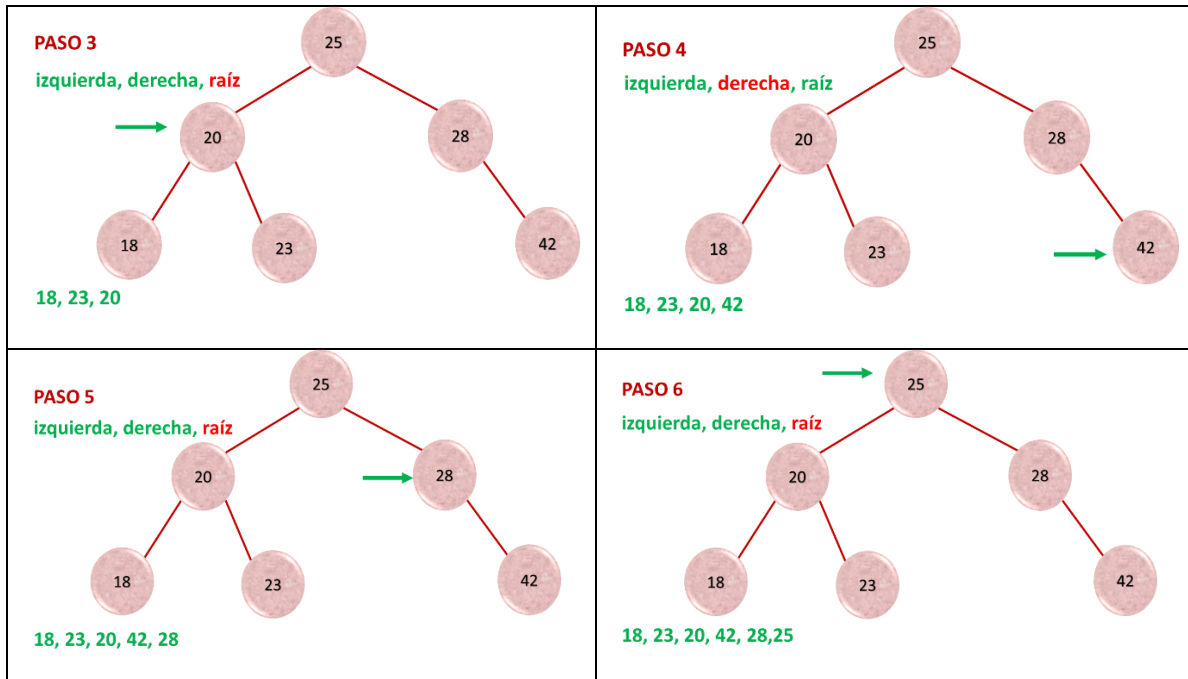 PASO 3
izquierda, derecha, raíz
25
20
28
18
23
42
18, 23, 20
PASO 4
izquierda, derecha, raíz
25
20
28
18
23
42
18, 23, 20, 42
PASO 5
izquierda, derecha, raíz
25
20
28
18
23
42
18, 23, 20, 42, 28
PASO 6
izquierda, derecha, raíz
25
20
28
18
23
42
18, 23, 20, 42, 28,25